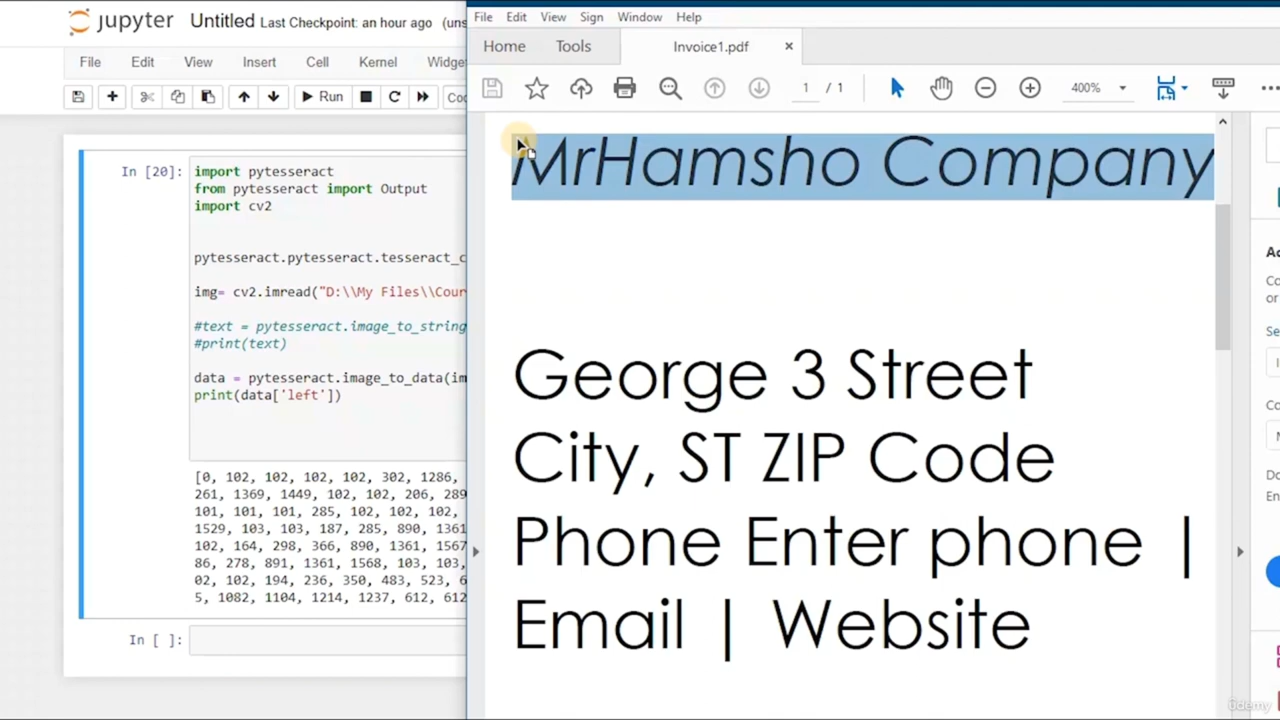 jupyter Untitled Last Checkpoint: an hour ago (uns
File Edit View Insert Cell Kernel Widge
Run
In [20]:
import pytesseract
from pytesseract import Output
import cv2
pytesseract.pytesseract.tesseract_c
img= cv2.imread("D:\\My Files\\Cour
#text = pytesseract.image_to_string
#print(text)
data = pytesseract.image_to_data(im
print(data['left'])
[0, 102, 102, 102, 102, 302, 1286,
261, 1369, 1449, 102, 102, 206, 289
101, 101, 101, 285, 102, 102, 102,
1529, 103, 103, 187, 285, 890, 1361
102, 164, 298, 366, 890, 1361, 1567
86, 278, 891, 1361, 1568, 103, 103,
02, 102, 194, 236, 350, 483, 523, 6
5, 1082, 1104, 1214, 1237, 612, 612
In [ ]:
File Edit View Sign Window Help
Home Tools Invoice1.pdf
1 / 1 400%
MrHamsho Company
George 3 Street
City, ST ZIP Code
Phone Enter phone |
Email | Website
Udemy